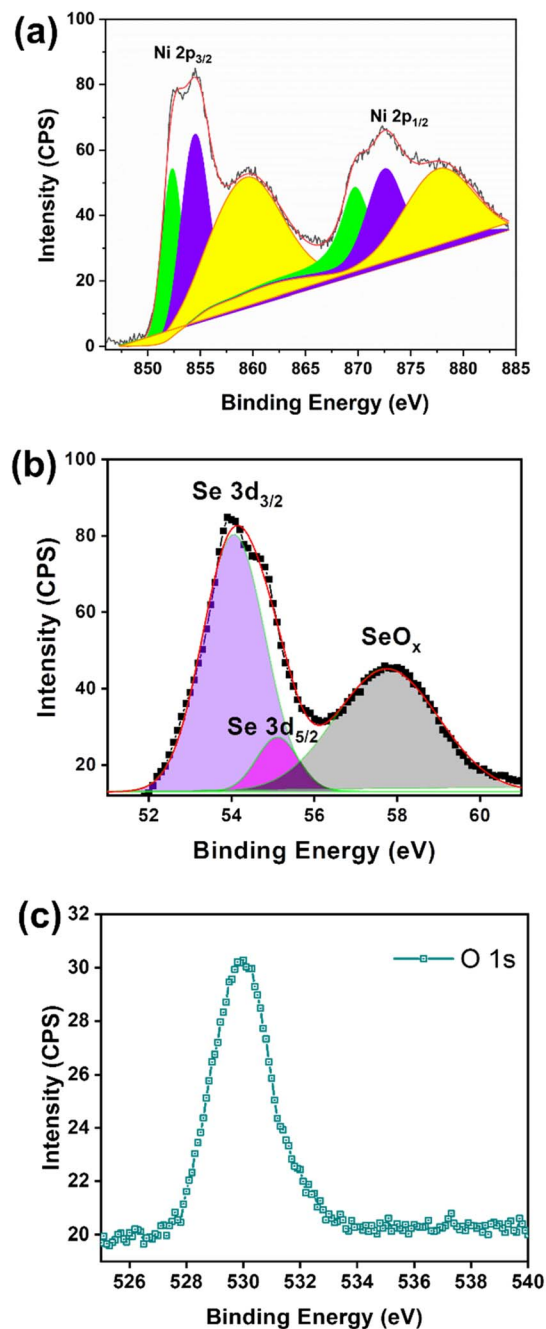 (a)
100
80
60
40
20
0
Intensity (CPS)
Ni 2p3/2
Ni 2p1/2
850 855 860 865 870 875 880 885
Binding Energy (eV)
(b)
100
80
60
40
20
Intensity (CPS)
Se 3d3/2
SeOx
Se 3d5/2
52 54 56 58 60
Binding Energy (eV)
(c)
32
30
28
26
24
22
20
Intensity (CPS)
O 1s
526 528 530 532 534 536 538 540
Binding Energy (eV)